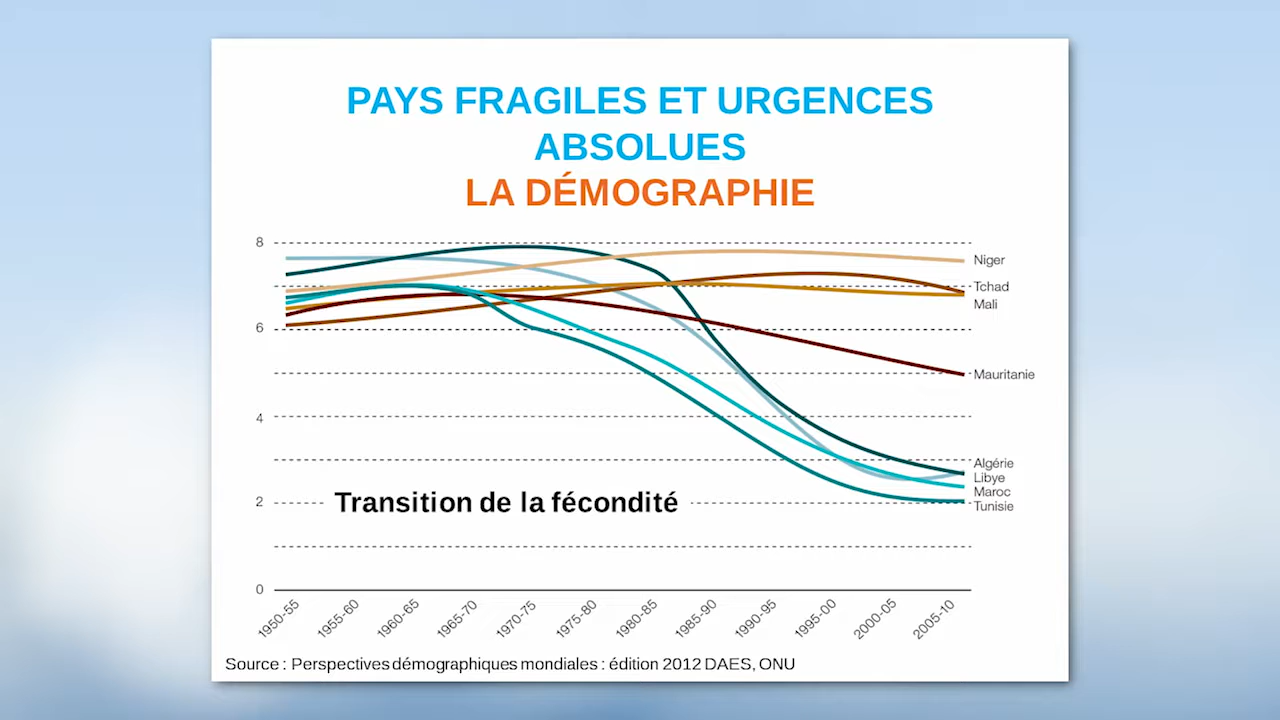 PAYS FRAGILES ET URGENCES
ABSOLUES
LA DÉMOGRAPHIE
8
6
4
2
0
Niger
Tchad
Mali
Mauritanie
Algérie
Libye
Maroc
Tunisie
Transition de la fécondité
1950-55
1955-60
1960-65
1965-70
1970-75
1975-80
1980-85
1985-90
1990-95
1995-00
2000-05
2005-10
Source : Perspectives démographiques mondiales : édition 2012 DAES, ONU